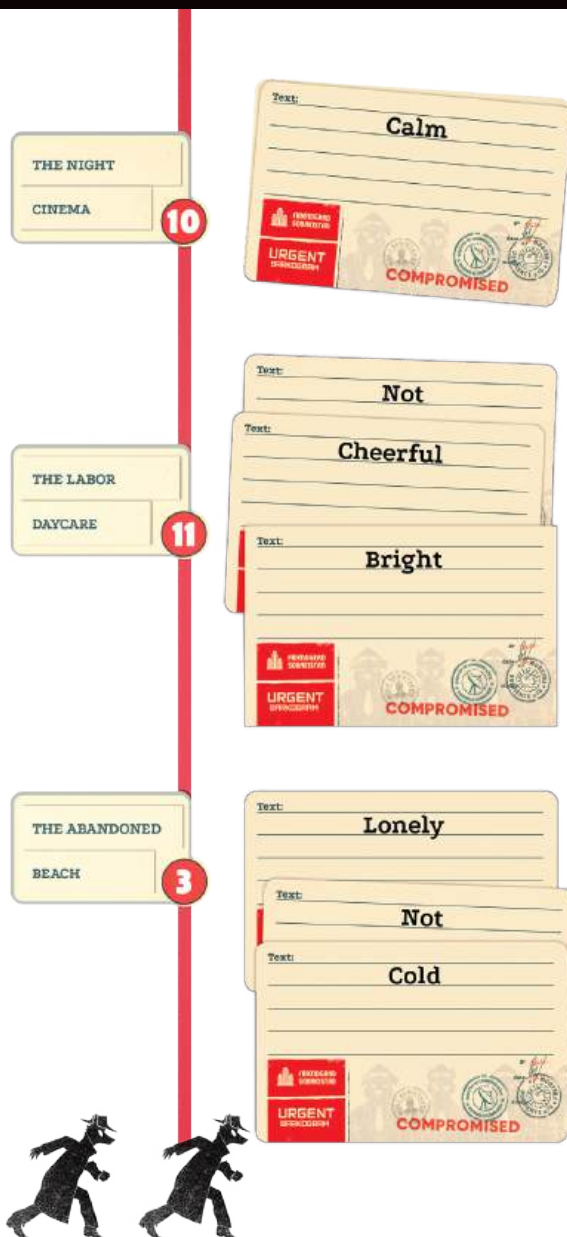 Text:
Calm
THE NIGHT
CINEMA
10
URGENT
COMPROMISED
Text:
Not
Text:
Cheerful
THE LABOR
DAYCARE
11
Text:
Bright
URGENT
COMPROMISED
Text:
Lonely
THE ABANDONED
BEACH
3
Text:
Not
Text:
Cold
URGENT
COMPROMISED